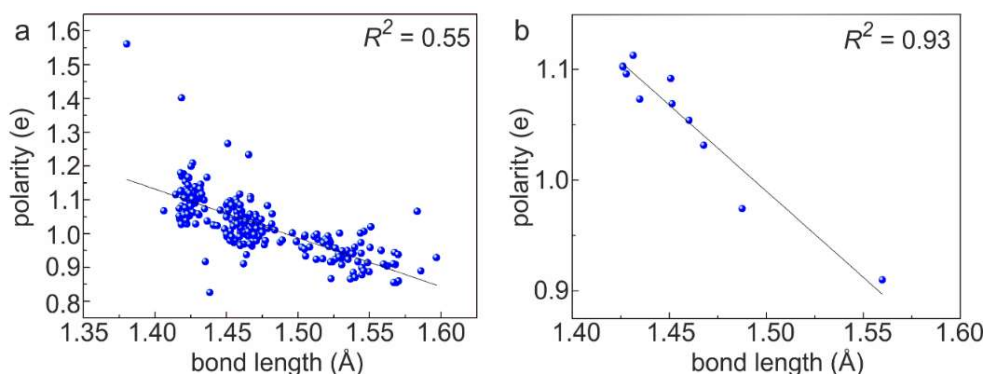 a
R² = 0.55
polarity (e)
1.6
1.5
1.4
1.3
1.2
1.1
1.0
0.9
0.8
1.35 1.40 1.45 1.50 1.55 1.60
bond length (Å)
b
R² = 0.93
polarity (e)
1.1
1.0
0.9
1.40 1.45 1.50 1.55 1.60
bond length (Å)